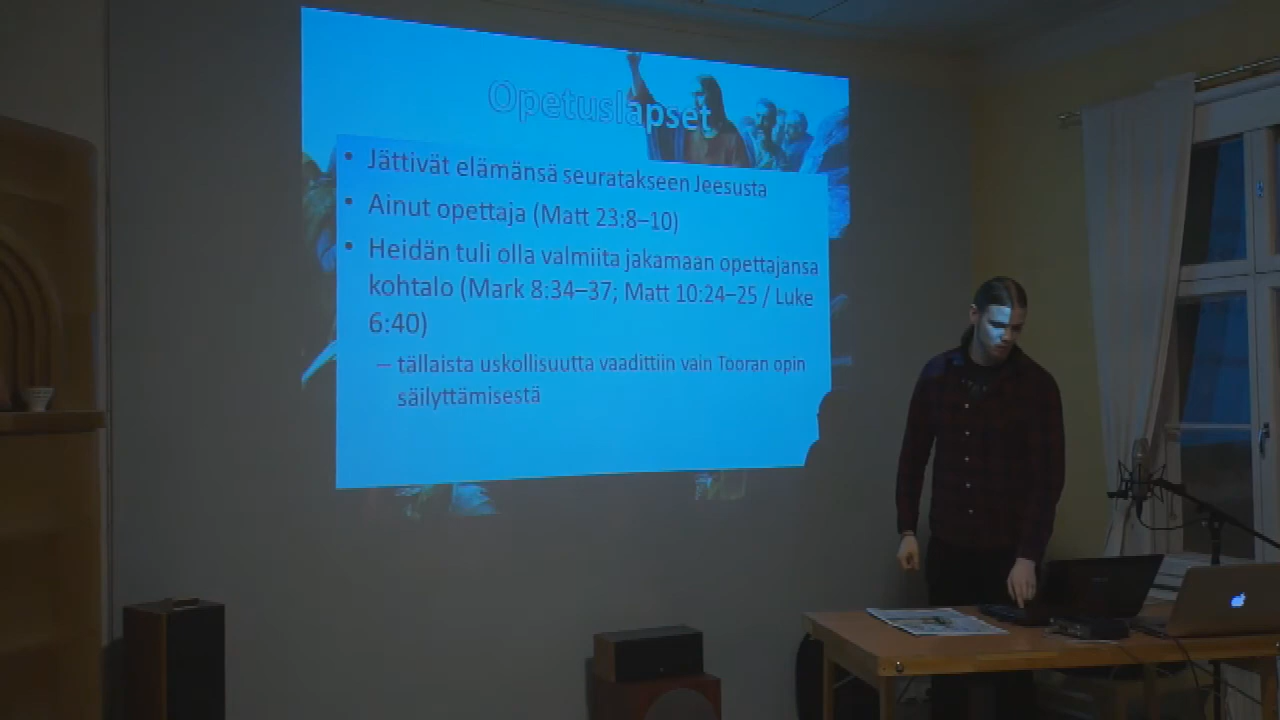 Opetuslapset
• Jättivät elämänsä seuratakseen Jeesusta
• Ainut opettaja (Matt 23:8–10)
• Heidän tuli olla valmiita jakamaan opettajansa
kohtalo (Mark 8:34–37; Matt 10:24–25 / Luke
6:40)
– tällaista uskollisuutta vaadittiin vain Tooran opin
säilyttämisestä